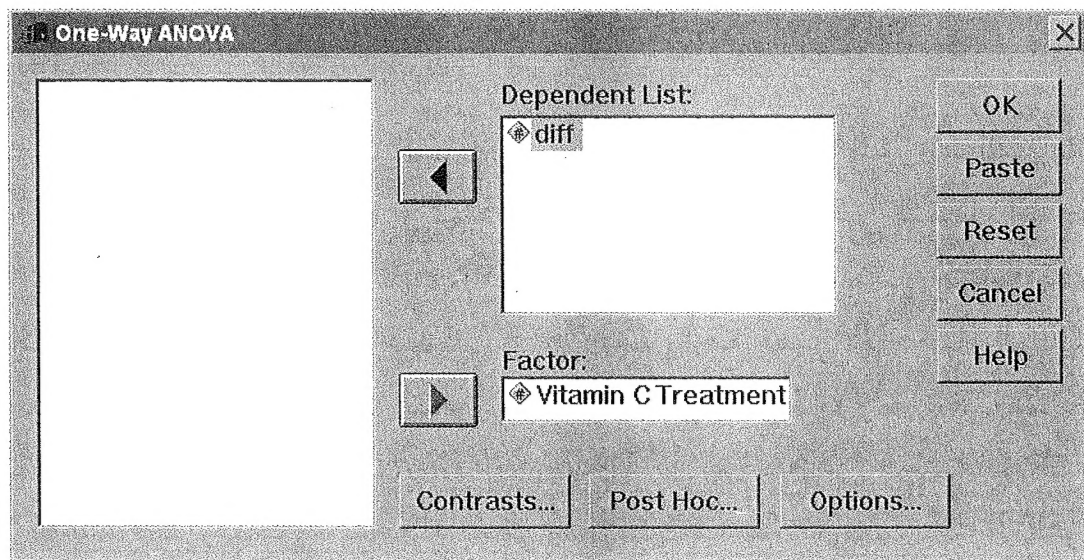 One-Way ANOVA
Dependent List:
diff
Factor:
Vitamin C Treatment
OK
Paste
Reset
Cancel
Help
Contrasts... Post Hoc... Options...